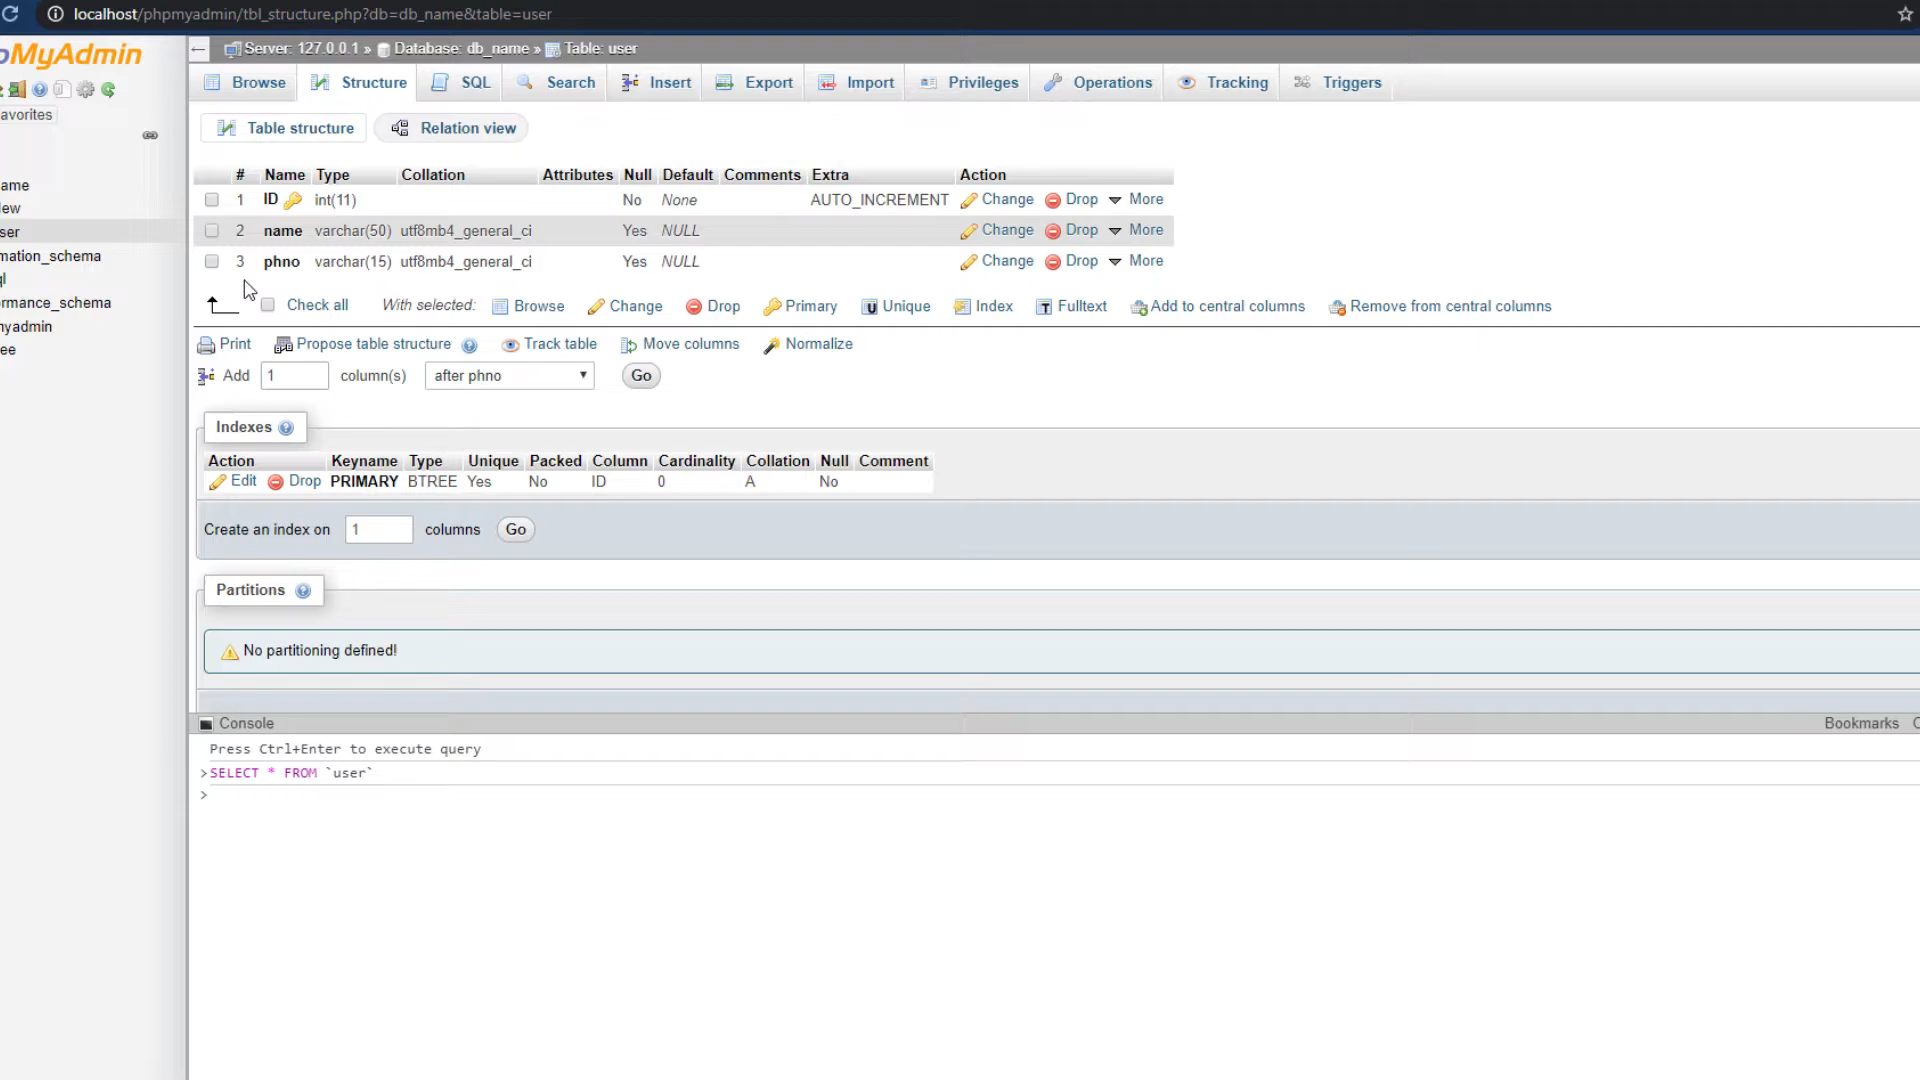 localhost/phpmyadmin/tbl_structure.php?db=db_name&table=user
oMyAdmin
Server: 127.0.0.1 » Database: db_name » Table: user
Browse Structure SQL Search Insert Export Import Privileges Operations Tracking Triggers
avorites
Table structure Relation view
# Name Type Collation Attributes Null Default Comments Extra Action
1 ID int(11) No None AUTO_INCREMENT Change Drop More
2 name varchar(50) utf8mb4_general_ci Yes NULL Change Drop More
3 phno varchar(15) utf8mb4_general_ci Yes NULL Change Drop More
Check all With selected: Browse Change Drop Primary Unique Index Fulltext Add to central columns Remove from central columns
ame
lew
ser
mation_schema
ql
ormance_schema
myadmin
ee
Print Propose table structure Track table Move columns Normalize
Add 1 column(s) after phno Go
Indexes
Action Keyname Type Unique Packed Column Cardinality Collation Null Comment
Edit Drop PRIMARY BTREE Yes No ID 0 A No
Create an index on 1 columns Go
Partitions
No partitioning defined!
Console Bookmarks
Press Ctrl+Enter to execute query
>SELECT * FROM `user`
>